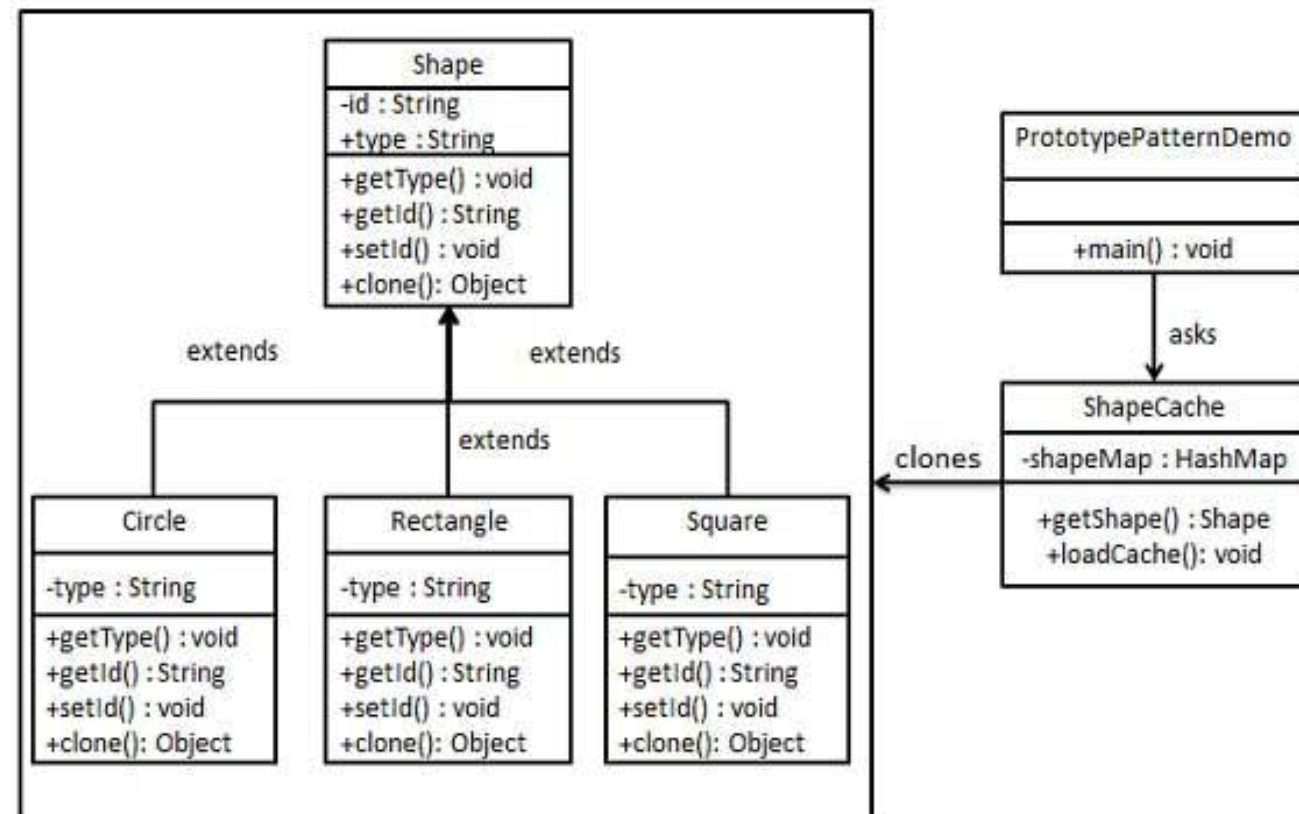 Shape
-id : String
+type : String
+getType() : void
+getId() : String
+setId() : void
+clone(): Object
extends
extends
extends
Circle
-type : String
+getType() : void
+getId() : String
+setId() : void
+clone(): Object
Rectangle
-type : String
+getType() : void
+getId() : String
+setId() : void
+clone(): Object
Square
-type : String
+getType() : void
+getId() : String
+setId() : void
+clone(): Object
PrototypePatternDemo
+main() : void
asks
ShapeCache
-shapeMap : HashMap
+getShape() : Shape
+loadCache(): void
clones